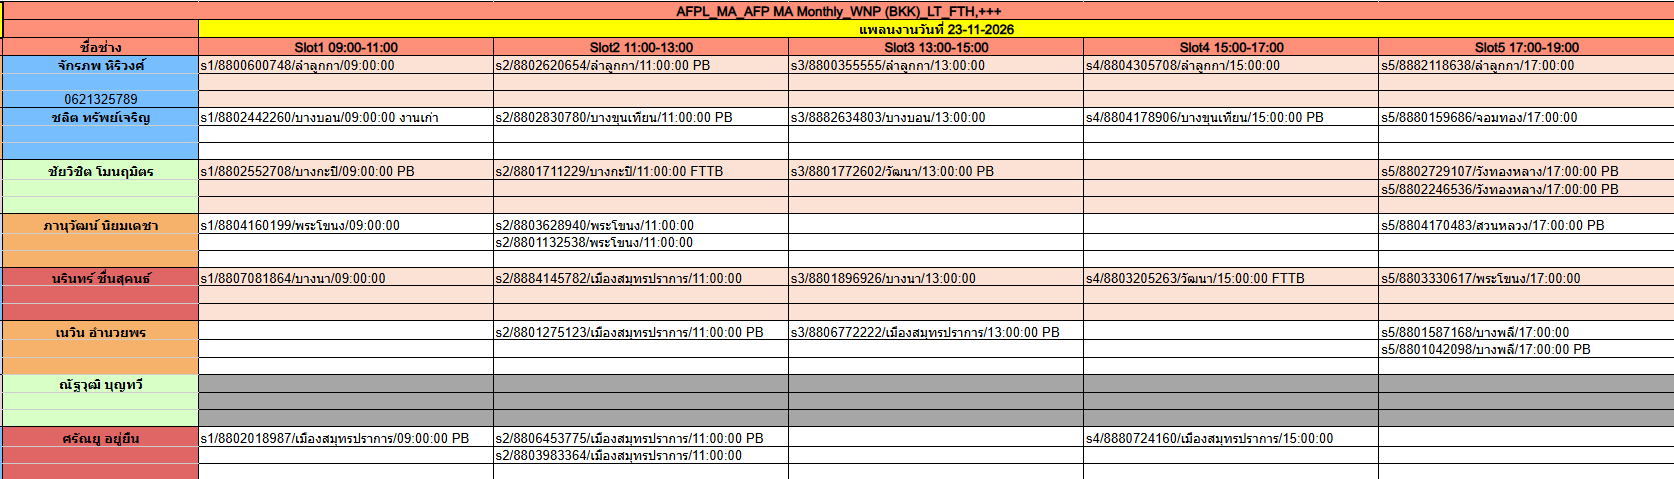 AFPL_MA_AFP MA Monthly_WNP (BKK)_LT_FTH,+++
แพลนงานวันที่ 23-11-2026
ชื่อช่าง Slot1 09:00-11:00 Slot2 11:00-13:00 Slot3 13:00-15:00 Slot4 15:00-17:00 Slot5 17:00-19:00
จักรภพ หิริวงศ์ s1/8800600748/ลำลูกกา/09:00:00 s2/8802620654/ลำลูกกา/11:00:00 PB s3/8800355555/ลำลูกกา/13:00:00 s4/8804305708/ลำลูกกา/15:00:00 s5/8882118638/ลำลูกกา/17:00:00
0621325789
ชลิต ทรัพย์เจริญ s1/8802442260/บางบอน/09:00:00 งานเก่า s2/8802830780/บางขุนเทียน/11:00:00 PB s3/8882634803/บางบอน/13:00:00 s4/8804178906/บางขุนเทียน/15:00:00 PB s5/8880159686/จอมทอง/17:00:00
ชัยวิชิต โมนฤมิตร s1/8802552708/บางกะปิ/09:00:00 PB s2/8801711229/บางกะปิ/11:00:00 FTTB s3/8801772602/วัฒนา/13:00:00 PB s5/8802729107/วังทองหลาง/17:00:00 PB
s5/8802246536/วังทองหลาง/17:00:00 PB
ภานุวัฒน์ นิยมเดชา s1/8804160199/พระโขนง/09:00:00 s2/8803628940/พระโขนง/11:00:00 s5/8804170483/สวนหลวง/17:00:00 PB
s2/8801132538/พระโขนง/11:00:00
นรินทร์ ชื่นสุคนธ์ s1/8807081864/บางนา/09:00:00 s2/8884145782/เมืองสมุทรปราการ/11:00:00 s3/8801896926/บางนา/13:00:00 s4/8803205263/วัฒนา/15:00:00 FTTB s5/8803330617/พระโขนง/17:00:00
เนวิน อำนวยพร s2/8801275123/เมืองสมุทรปราการ/11:00:00 PB s3/8806772222/เมืองสมุทรปราการ/13:00:00 PB s5/8801587168/บางพลี/17:00:00
s5/8801042098/บางพลี/17:00:00 PB
ณัฐวุฒิ บุญทวี
ศรัณยู อยู่ยืน s1/8802018987/เมืองสมุทรปราการ/09:00:00 PB s2/8806453775/เมืองสมุทรปราการ/11:00:00 PB s4/8880724160/เมืองสมุทรปราการ/15:00:00
s2/8803983364/เมืองสมุทรปราการ/11:00:00